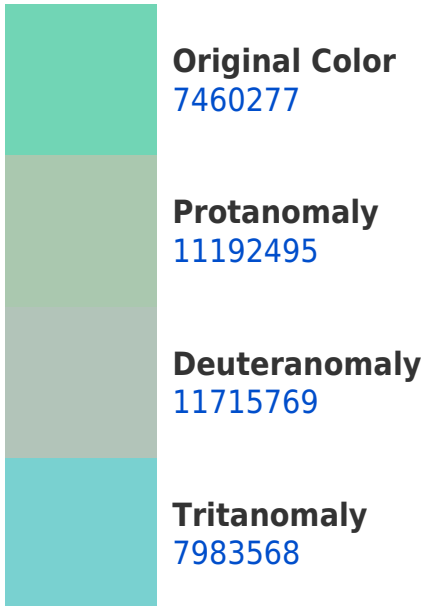 Original Color
7460277
Protanomaly
11192495
Deuteranomaly
11715769
Tritanomaly
7983568